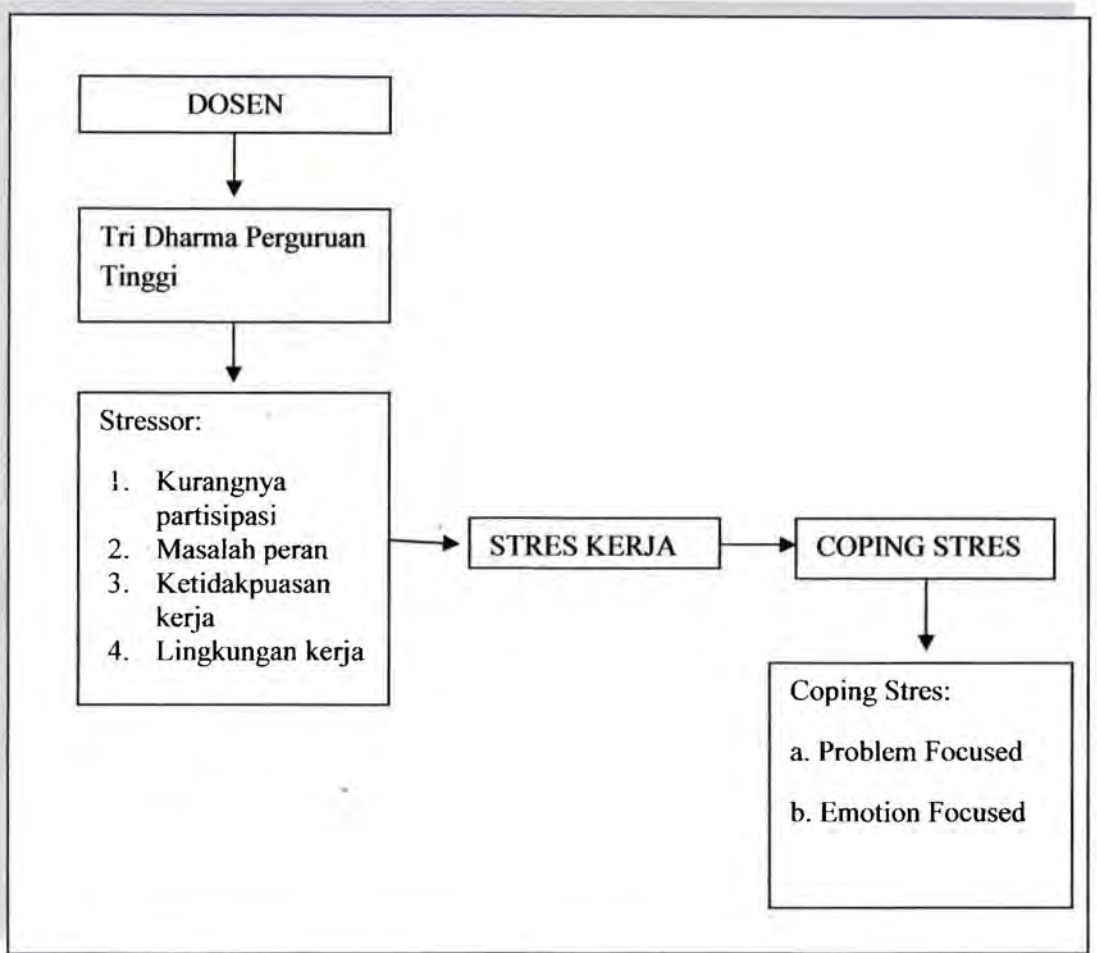 DOSEN
Tri Dharma Perguruan
Tinggi
Stressor:
1. Kurangnya
partisipasi
2. Masalah peran
3. Ketidakpuasan
kerja
4. Lingkungan kerja
STRES KERJA
COPING STRES
Coping Stres:
a. Problem Focused
b. Emotion Focused